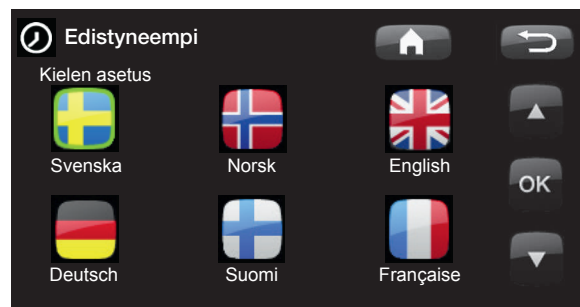 Edistyneempi
Kielen asetus
Svenska Norsk English
OK
Deutsch Suomi Française